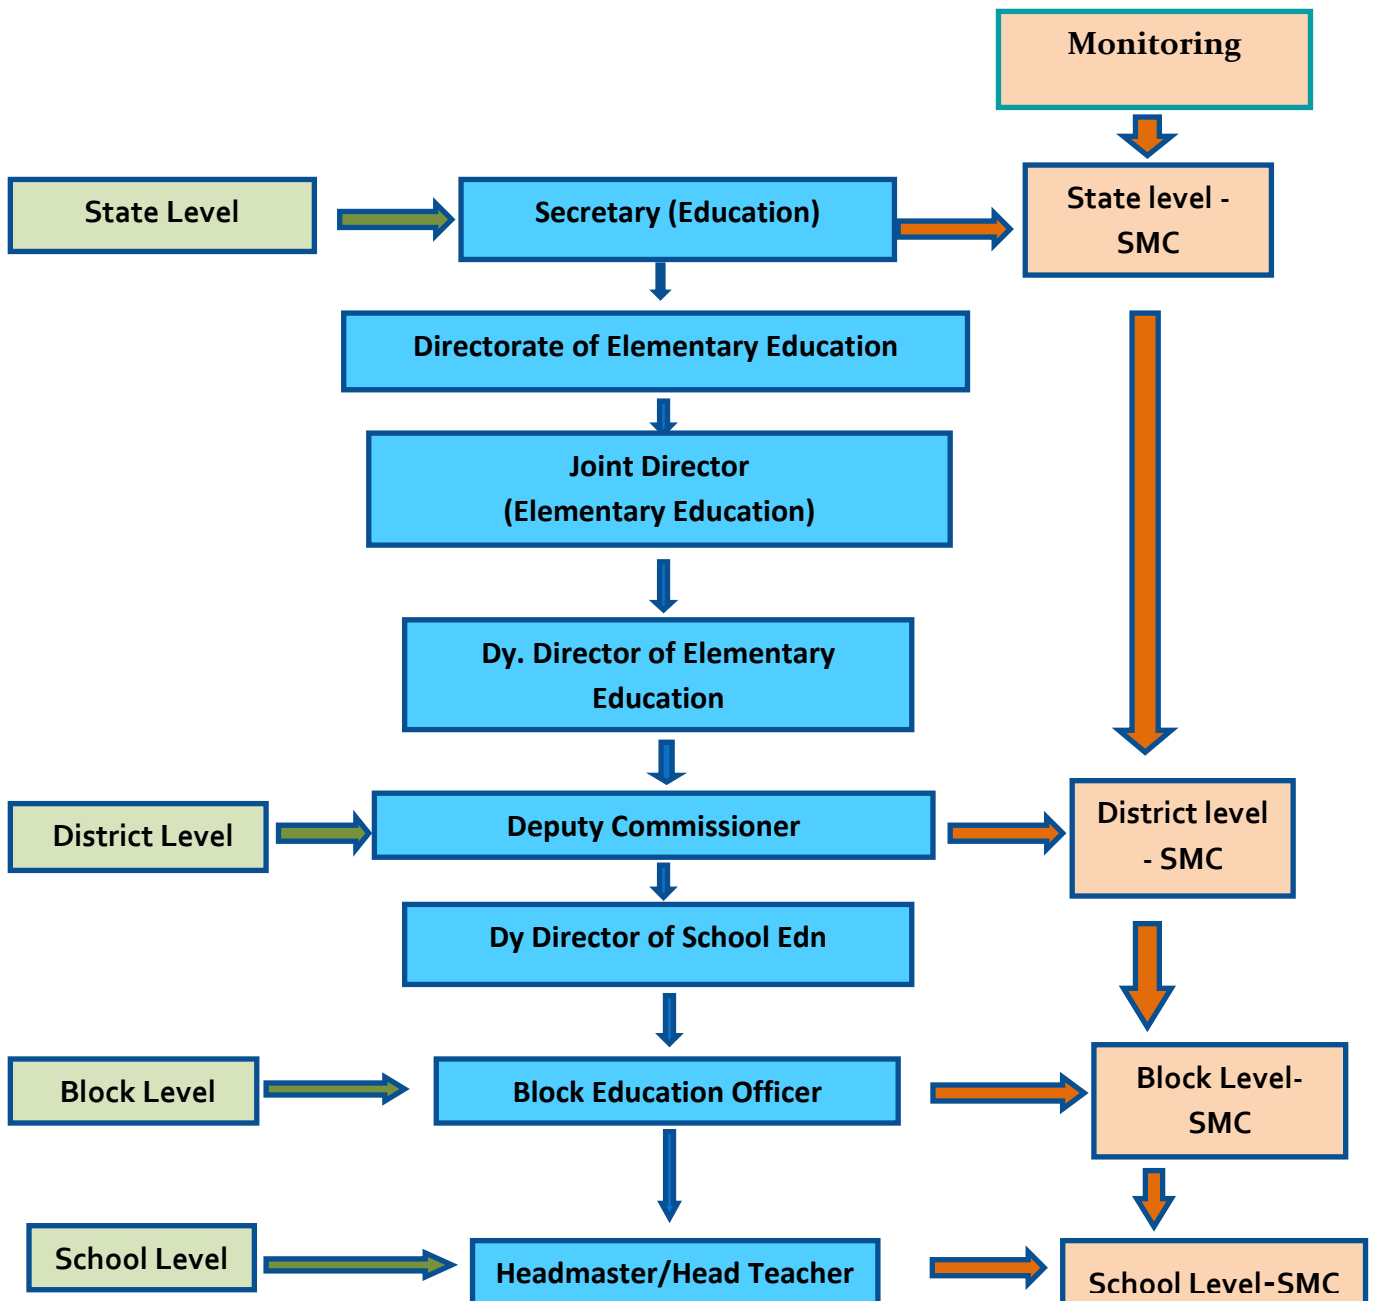 Monitoring
State Level
Secretary (Education)
State level -
SMC
Directorate of Elementary Education
Joint Director
(Elementary Education)
Dy. Director of Elementary
Education
District Level
Deputy Commissioner
District level
- SMC
Dy Director of School Edn
Block Level
Block Education Officer
Block Level-
SMC
School Level
Headmaster/Head Teacher
School Level-SMC